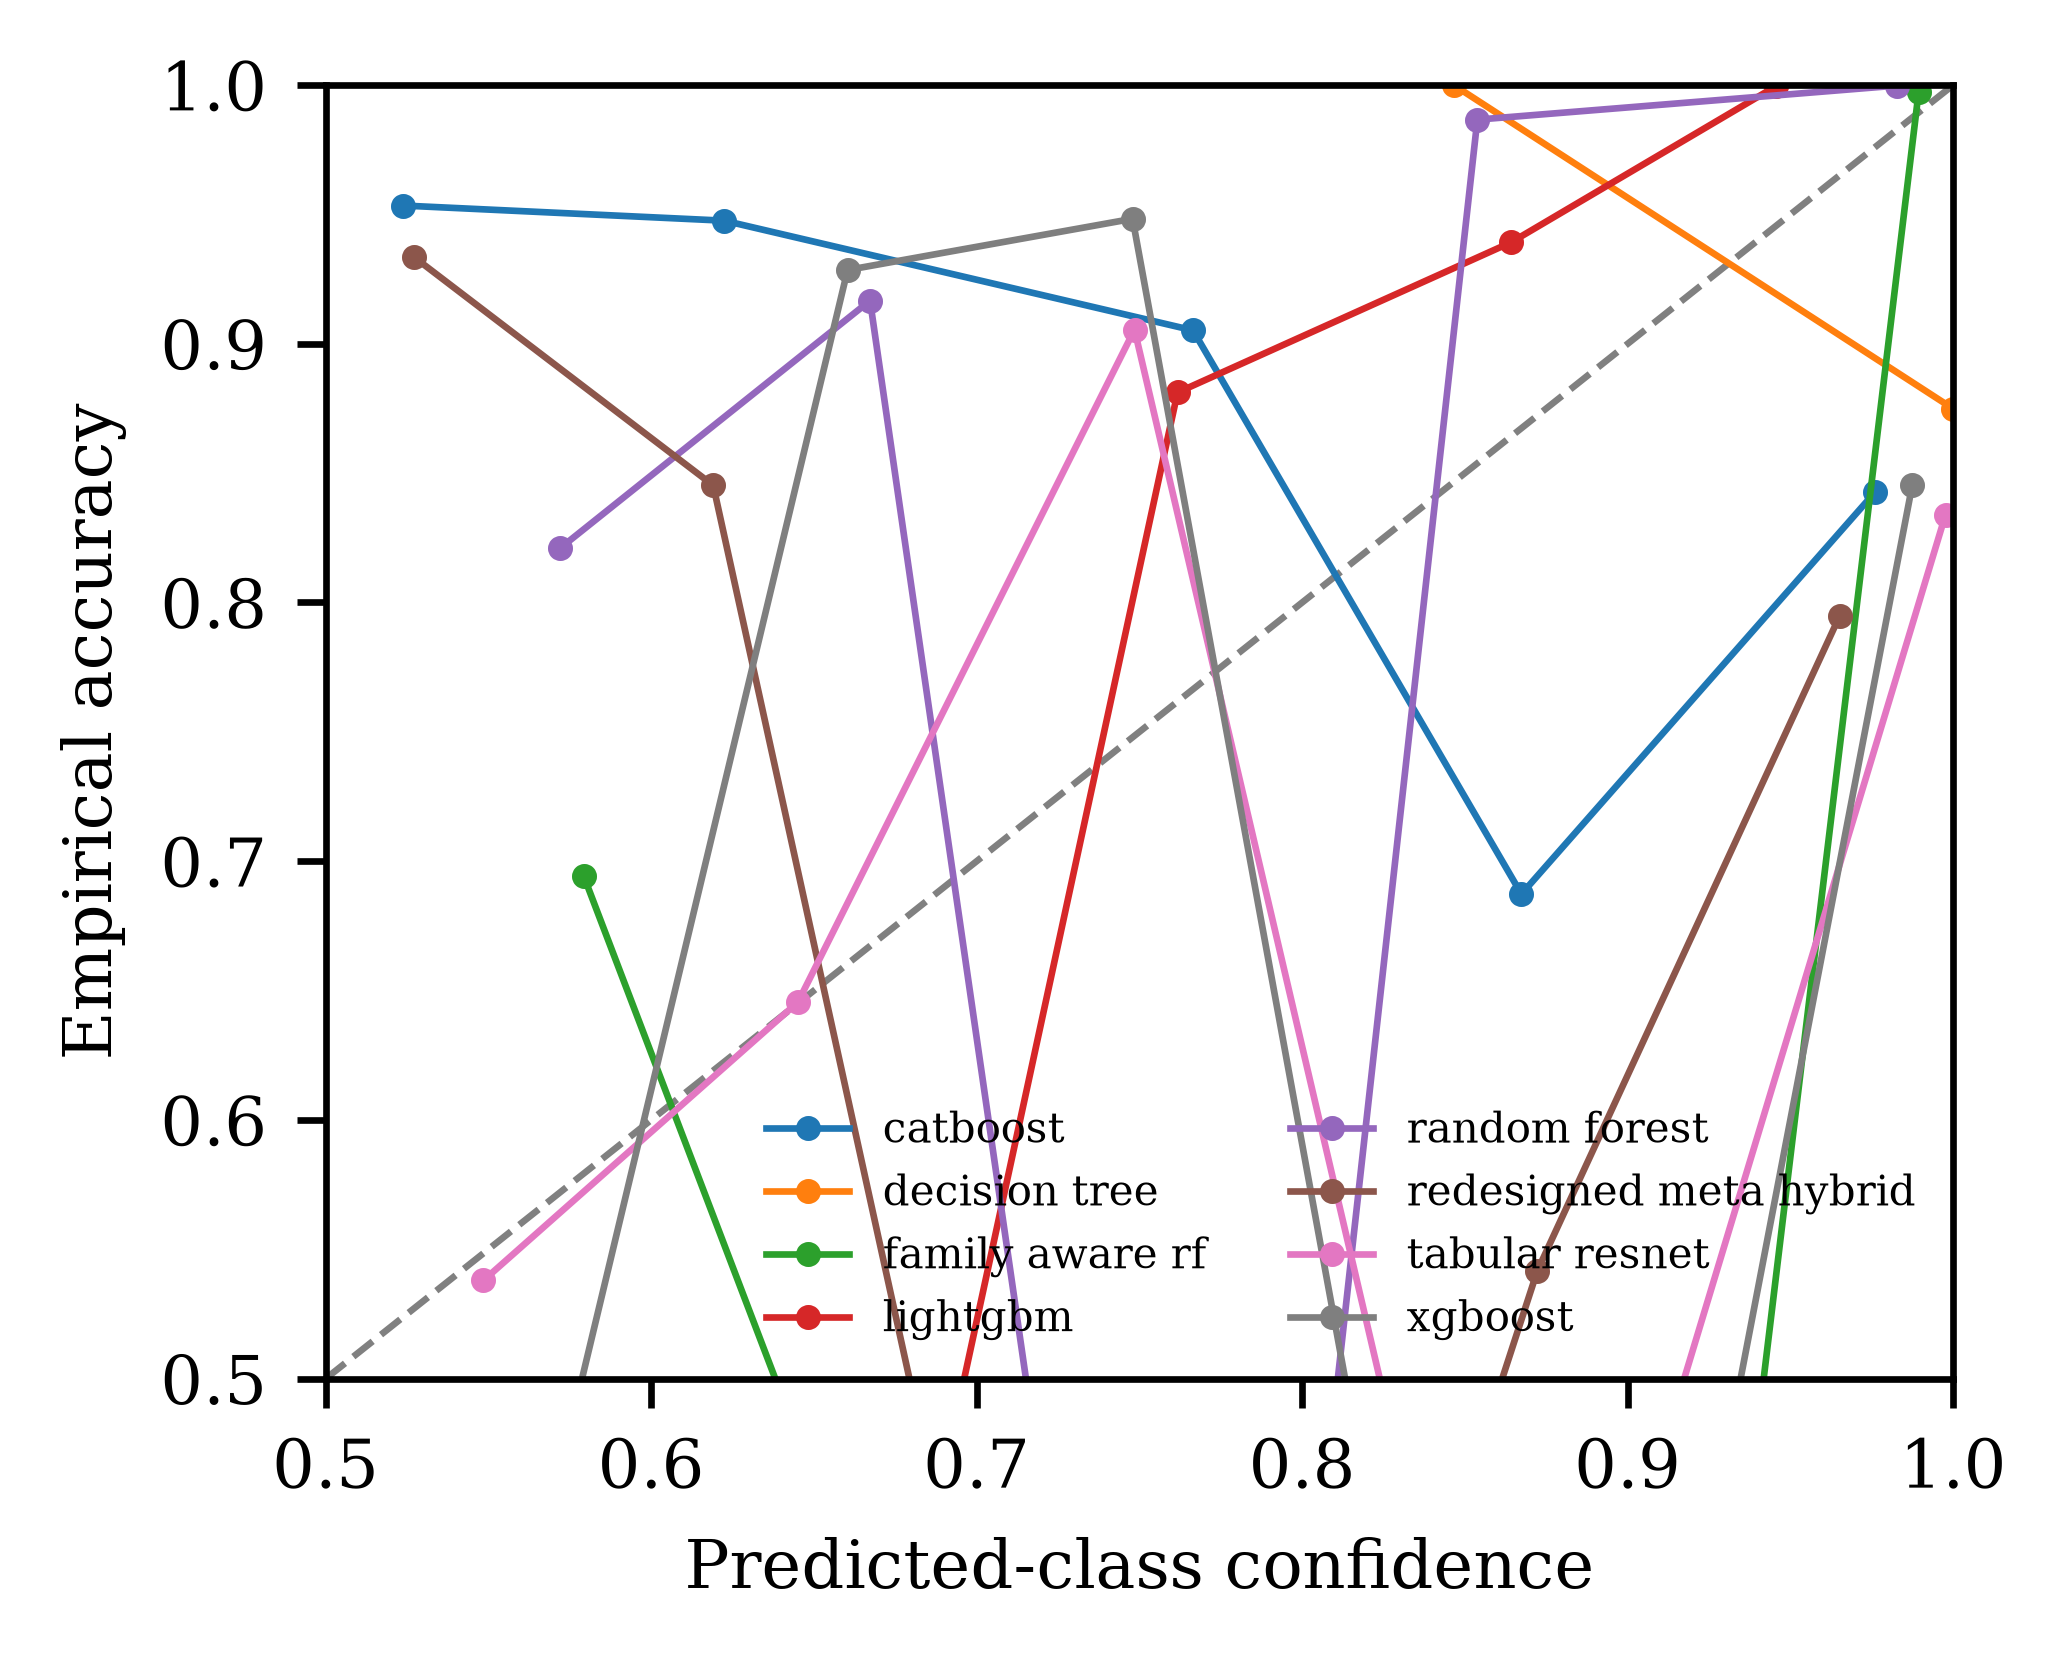 1.0
0.9
0.8
0.7
0.6
0.5
Empirical accuracy
catboost
decision tree
family aware rf
lightgbm
random forest
redesigned meta hybrid
tabular resnet
xgboost
0.5 0.6 0.7 0.8 0.9 1.0
Predicted-class confidence